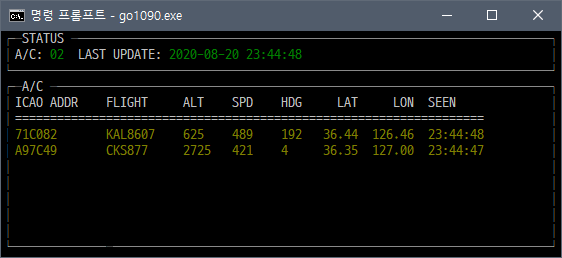 명령 프롬프트 - go1090.exe
STATUS
A/C: 02 LAST UPDATE: 2020-08-20 23:44:48
A/C
ICAO ADDR FLIGHT ALT SPD HDG LAT LON SEEN
===================================================================
71C082 KAL8607 625 489 192 36.44 126.46 23:44:48
A97C49 CKS877 2725 421 4 36.35 127.00 23:44:47